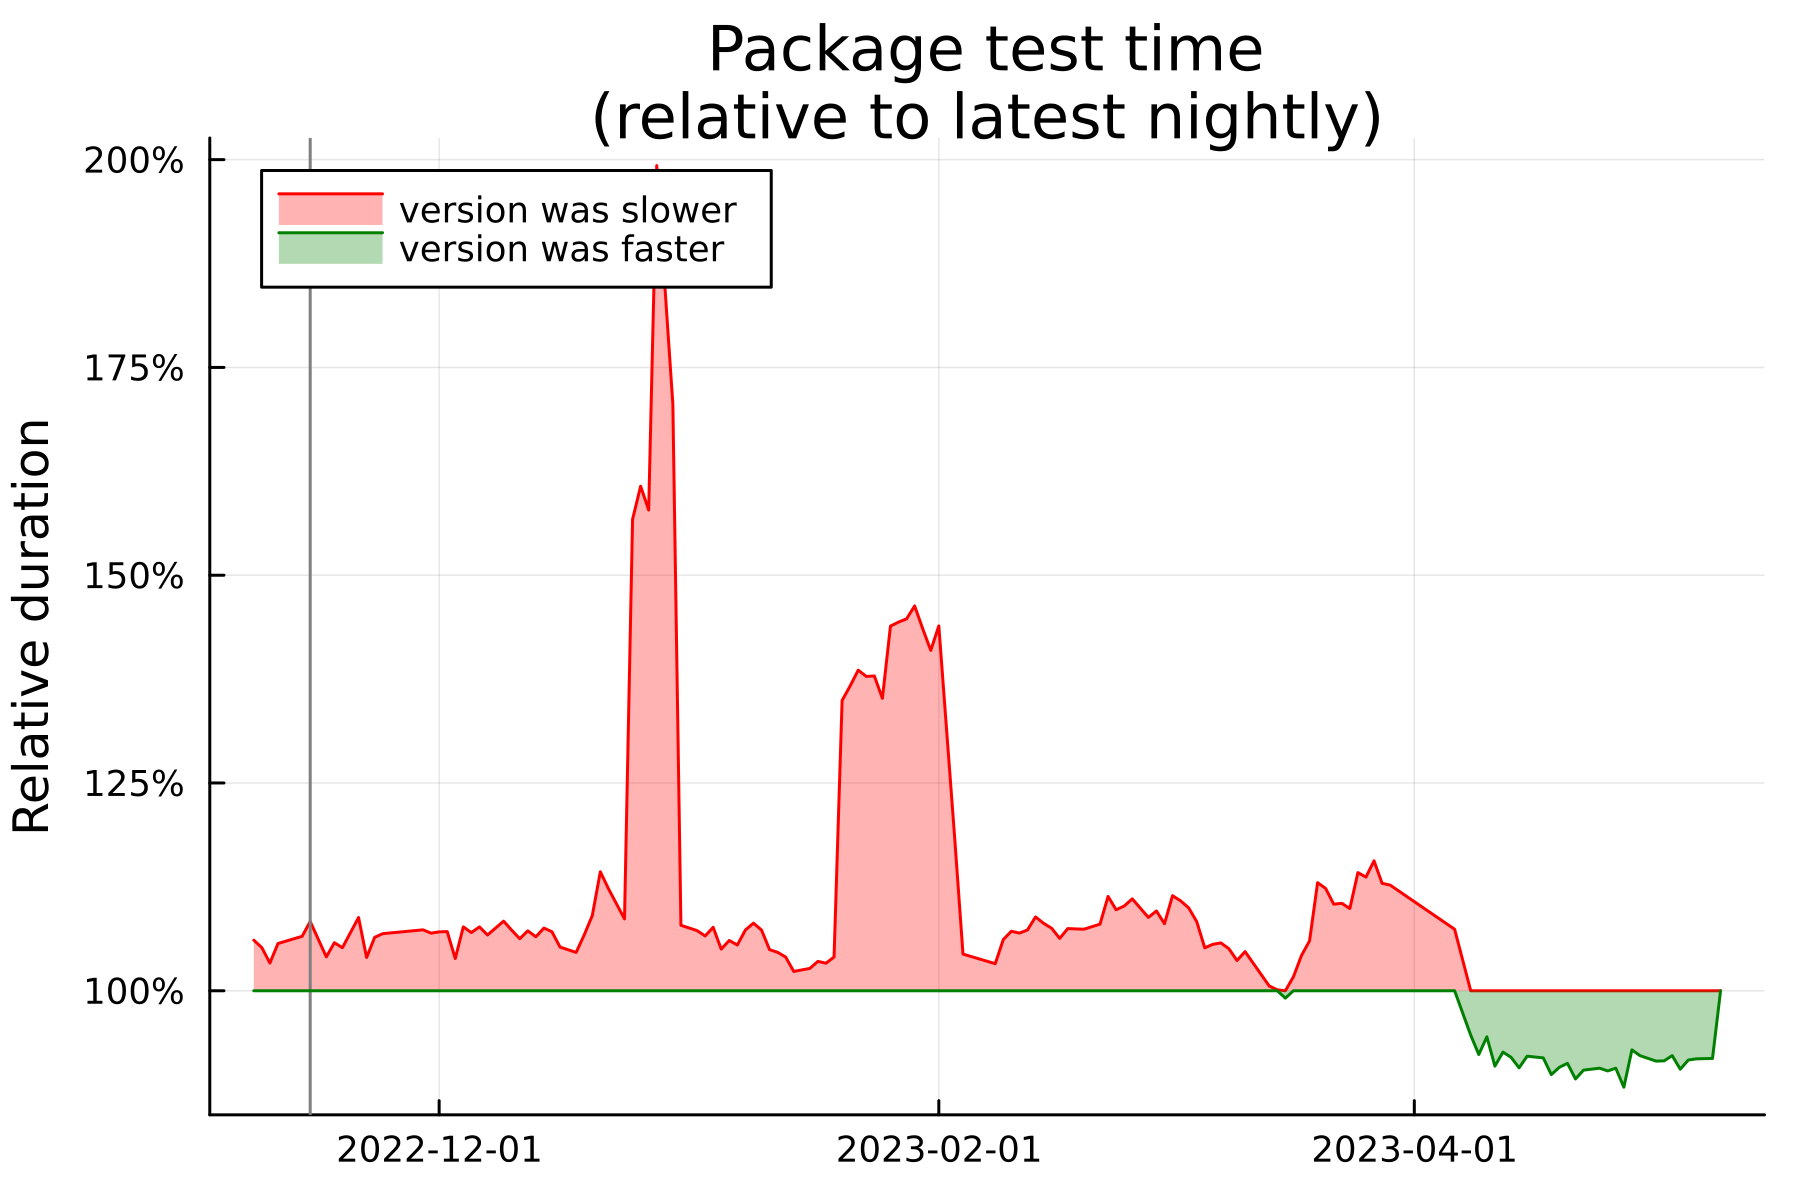 Package test time
(relative to latest nightly)
200%
version was slower
version was faster
175%
150%
125%
100%
Relative duration
2022-12-01
2023-02-01
2023-04-01